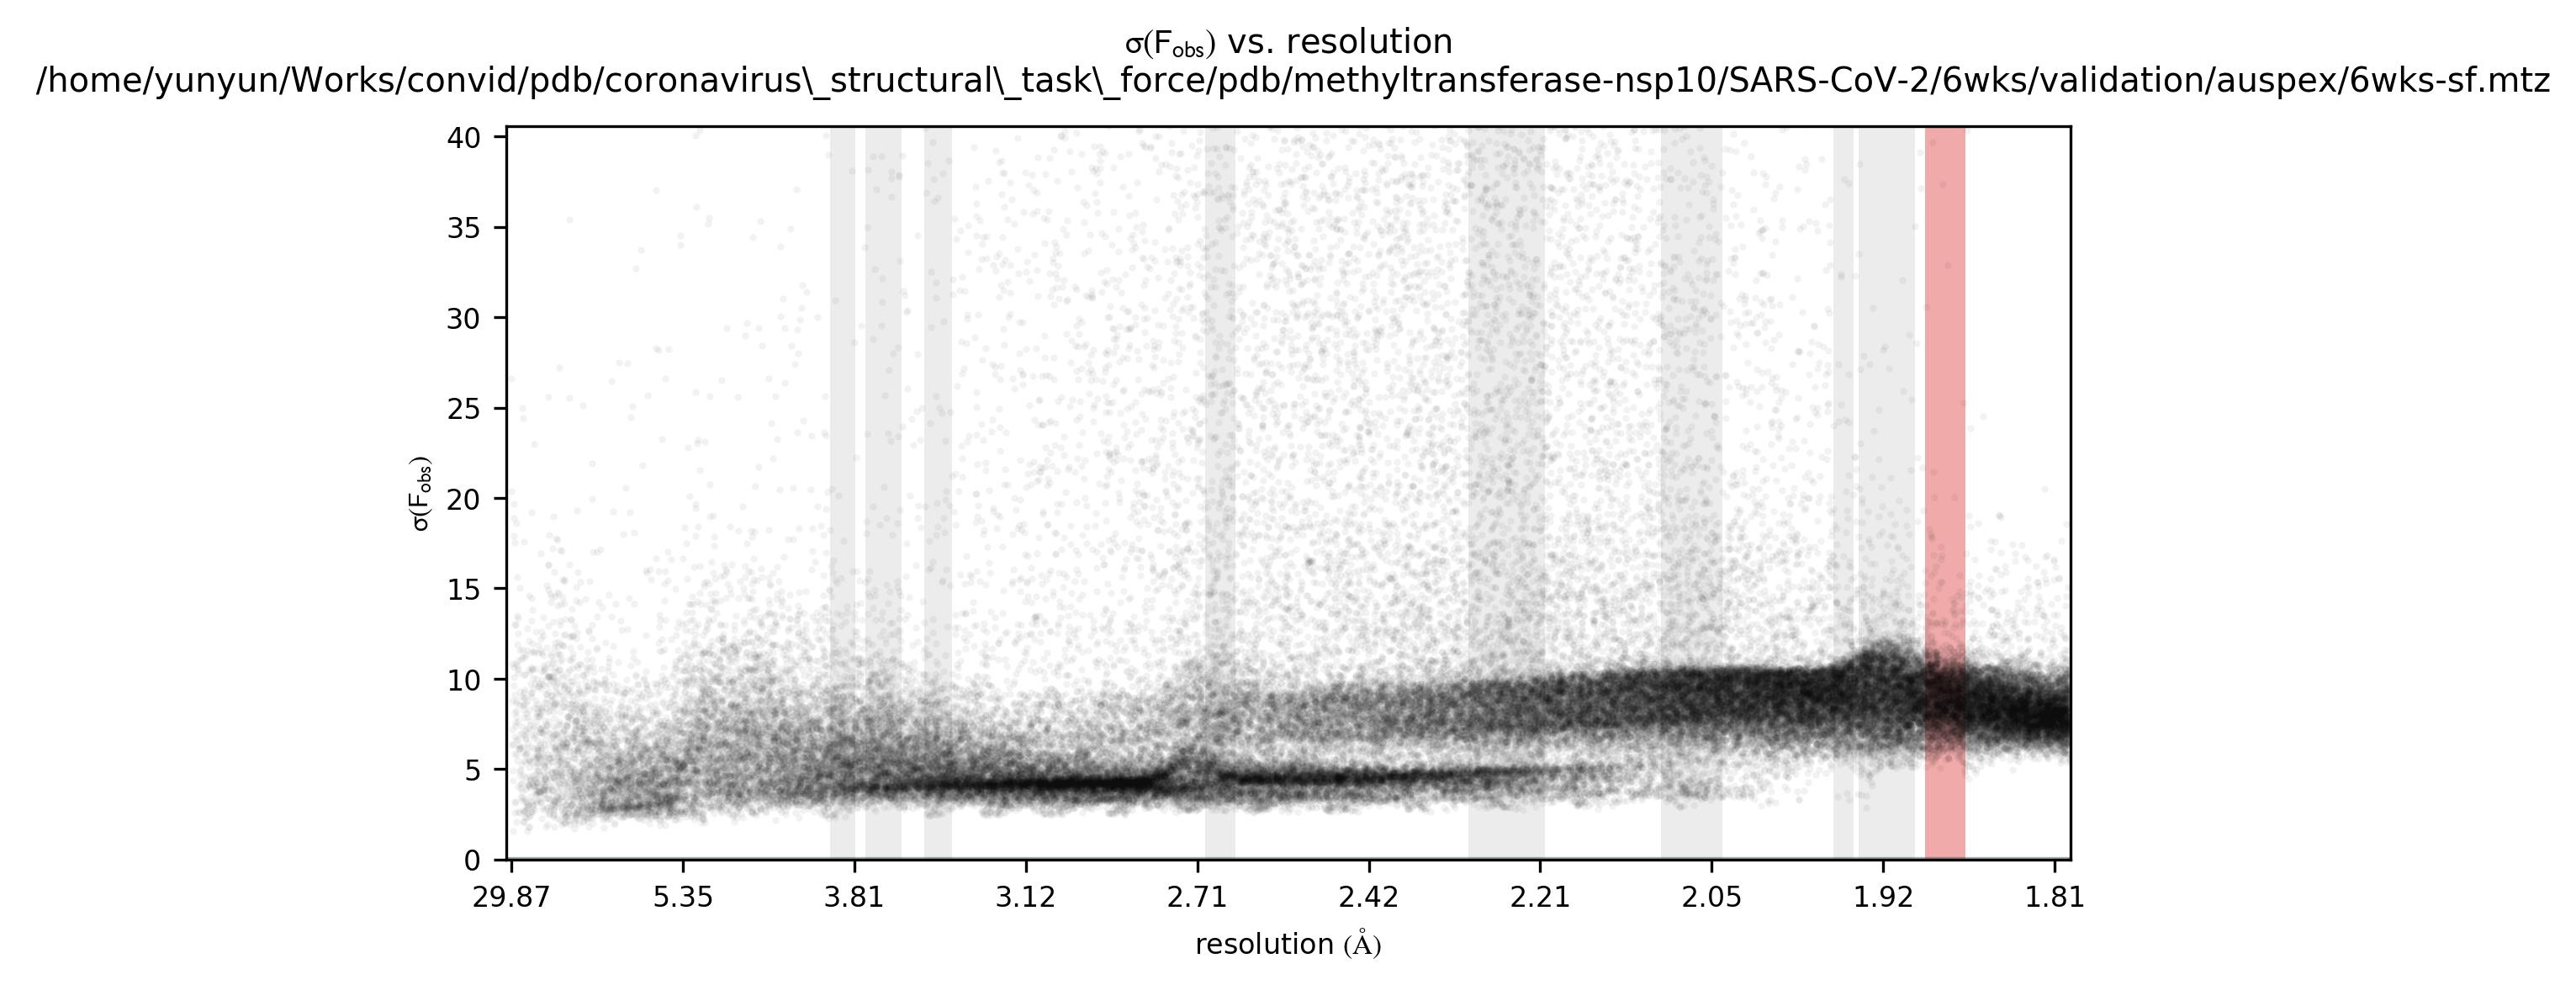 σ(Fobs) vs. resolution
/home/yunyun/Works/convid/pdb/coronavirus\_structural\_task\_force/pdb/methyltransferase-nsp10/SARS-CoV-2/6wks/validation/auspex/6wks-sf.mtz
40
35
30
25
20
15
10
5
0
σ(Fobs)
29.87 5.35 3.81 3.12 2.71 2.42 2.21 2.05 1.92 1.81
resolution (Å)